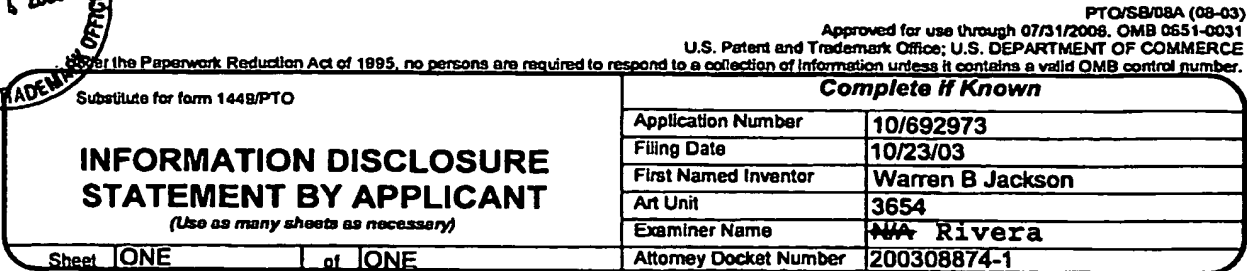 PTO/SB/08A (08-03)
Approved for use through 07/31/2006. OMB 0651-0031
U.S. Patent and Trademark Office; U.S. DEPARTMENT OF COMMERCE
Under the Paperwork Reduction Act of 1995, no persons are required to respond to a collection of information unless it contains a valid OMB control number.
Substitute for form 1449/PTO
INFORMATION DISCLOSURE
STATEMENT BY APPLICANT
(Use as many sheets as necessary)
Sheet ONE of ONE
Complete if Known
Application Number 10/692973
Filing Date 10/23/03
First Named Inventor Warren B Jackson
Art Unit 3654
Examiner Name N/A Rivera
Attorney Docket Number 200308874-1